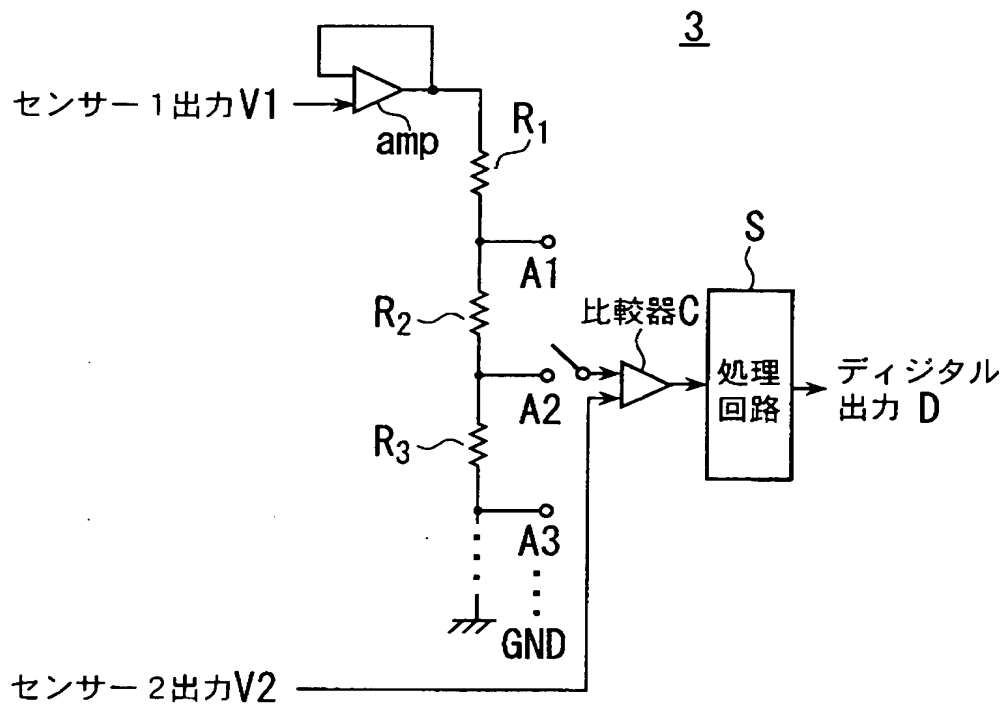 3
センサー1出力V1
amp
R1
A1
R2
A2
R3
A3
GND
比較器C
S
処理
回路
ディジタル
出力 D
センサー2出力V2